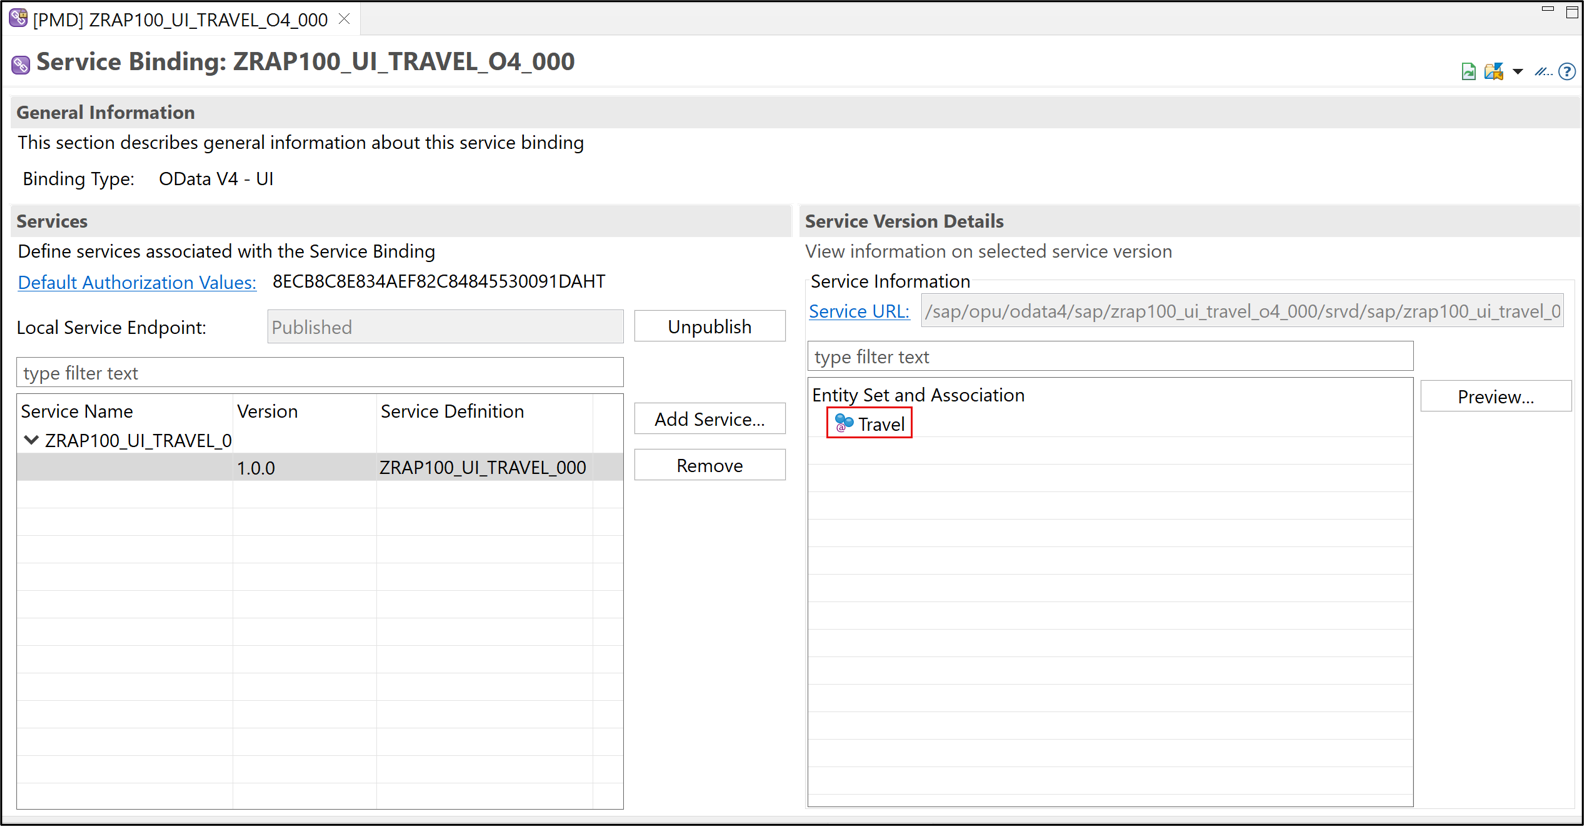 [PMD] ZRAP100_UI_TRAVEL_O4_000
Service Binding: ZRAP100_UI_TRAVEL_O4_000
General Information
This section describes general information about this service binding
Binding Type: OData V4 - UI
Services
Define services associated with the Service Binding
Default Authorization Values: 8ECB8C8E834AEF82C84845530091DAHT
Local Service Endpoint: Published Unpublish
type filter text
Service Name Version Service Definition
ZRAP100_UI_TRAVEL_0
1.0.0 ZRAP100_UI_TRAVEL_000
Add Service...
Remove
Service Version Details
View information on selected service version
Service Information
Service URL: /sap/opu/odata4/sap/zrap100_ui_travel_o4_000/srvd/sap/zrap100_ui_travel_0
type filter text
Entity Set and Association
Travel
Preview...